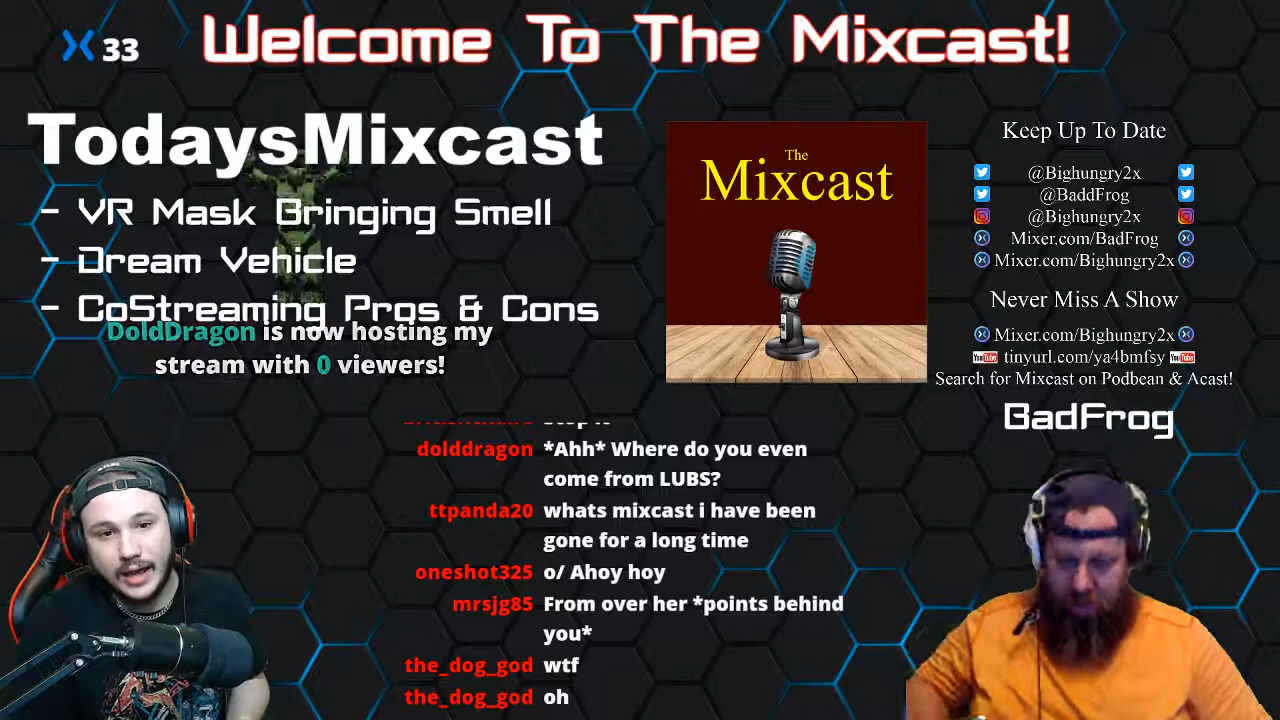 33
Welcome To The Mixcast!
TodaysMixcast
- VR Mask Bringing Smell
- Dream Vehicle
- CoStreaming Pros & Cons
DoldDragon is now hosting my
stream with 0 viewers!
The
Mixcast
Keep Up To Date
@Bighungry2x
@BaddFrog
@Bighungry2x
Mixer.com/BadFrog
Mixer.com/Bighungry2x
Never Miss A Show
Mixer.com/Bighungry2x
YouTube tinyurl.com/ya4bmfsy YouTube
Search for Mixcast on Podbean & Acast!
BadFrog
dolddragon *Ahh* Where do you even
come from LUBS?
ttpanda20 whats mixcast i have been
gone for a long time
oneshot325 o/ Ahoy hoy
mrsjg85 From over her *points behind
you*
the_dog_god wtf
the_dog_god oh